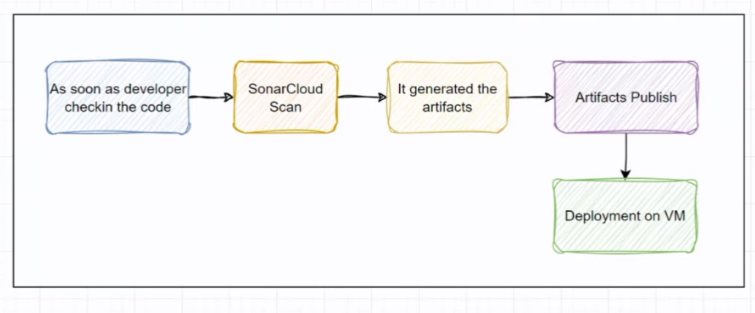 As soon as developer
checkin the code
SonarCloud
Scan
It generated the
artifacts
Artifacts Publish
Deployment on VM